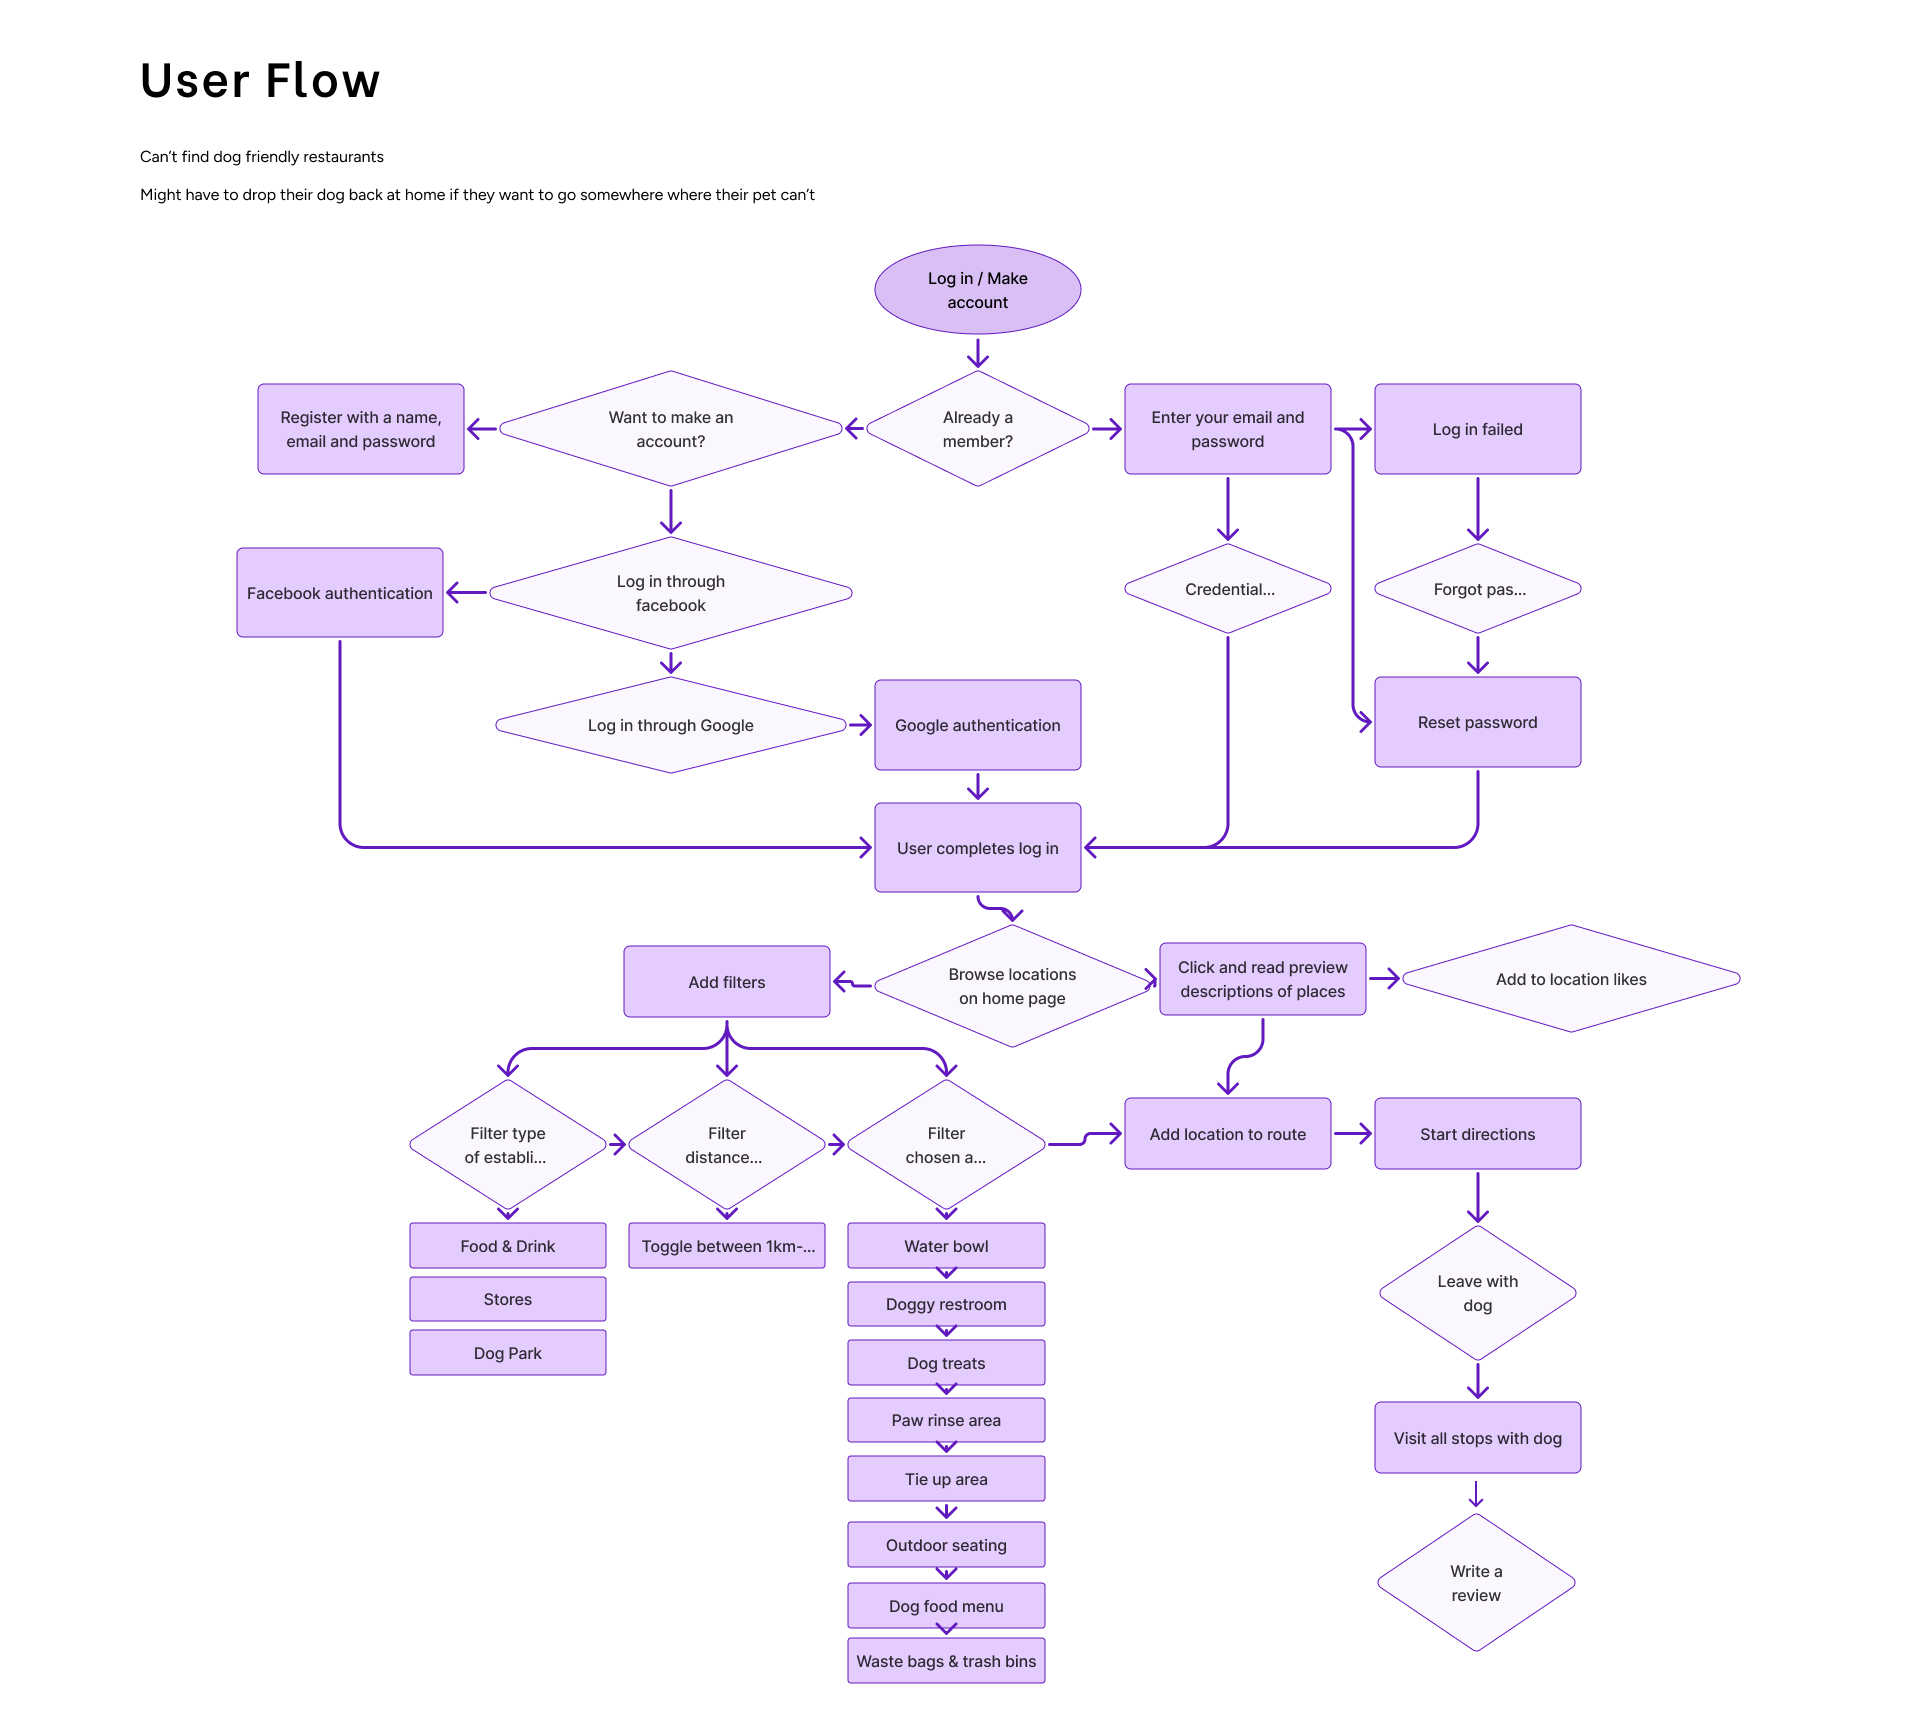 User Flow
Can’t find dog friendly restaurants
Might have to drop their dog back at home if they want to go somewhere where their pet can’t
Log in / Make
account
Register with a name,
email and password
Want to make an
account?
Already a
member?
Enter your email and
password
Log in failed
Facebook authentication
Log in through
facebook
Credential...
Forgot pas...
Log in through Google
Google authentication
Reset password
User completes log in
Add filters
Browse locations
on home page
Click and read preview
descriptions of places
Add to location likes
Filter type
of establi...
Filter
distance...
Filter
chosen a...
Add location to route
Start directions
Food & Drink
Stores
Dog Park
Toggle between 1km-...
Water bowl
Doggy restroom
Dog treats
Paw rinse area
Tie up area
Outdoor seating
Dog food menu
Waste bags & trash bins
Leave with
dog
Visit all stops with dog
Write a
review